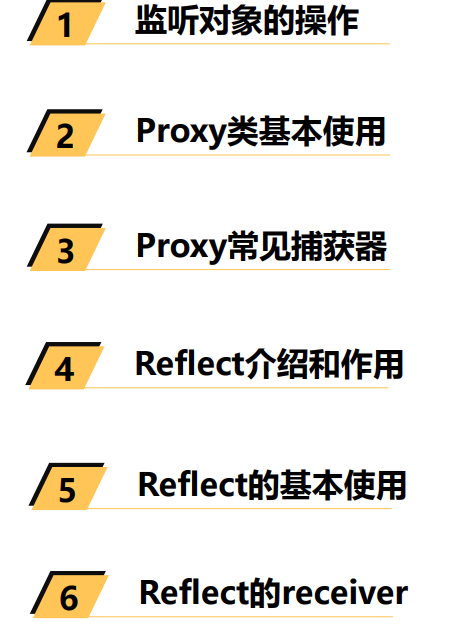 1 监听对象的操作
2 Proxy类基本使用
3 Proxy常见捕获器
4 Reflect介绍和作用
5 Reflect的基本使用
6 Reflect的receiver